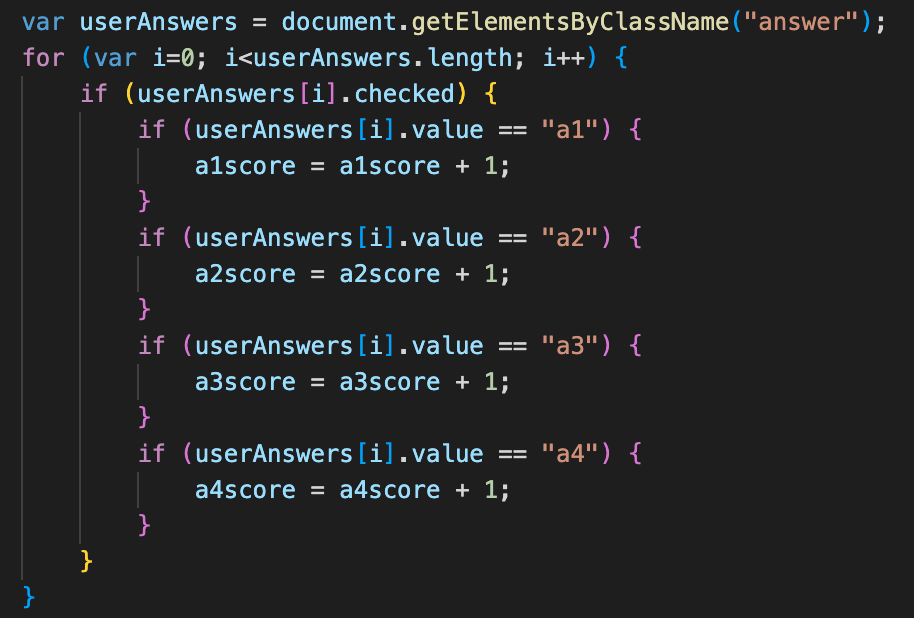 var userAnswers = document.getElementsByClassName("answer");
for (var i=0; i<userAnswers.length; i++) {
    if (userAnswers[i].checked) {
        if (userAnswers[i].value == "a1") {
            a1score = a1score + 1;
        }
        if (userAnswers[i].value == "a2") {
            a2score = a2score + 1;
        }
        if (userAnswers[i].value == "a3") {
            a3score = a3score + 1;
        }
        if (userAnswers[i].value == "a4") {
            a4score = a4score + 1;
        }
    }
}